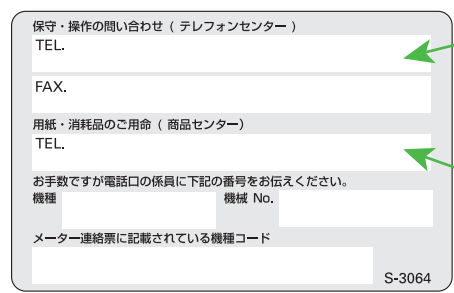 保守・操作の問い合わせ ( テレフォンセンター )
TEL.
FAX.
用紙・消耗品のご用命 ( 商品センター)
TEL.
お手数ですが電話口の係員に下記の番号をお伝えください。
機種 機械 No.
メーター連絡票に記載されている機種コード
S-3064